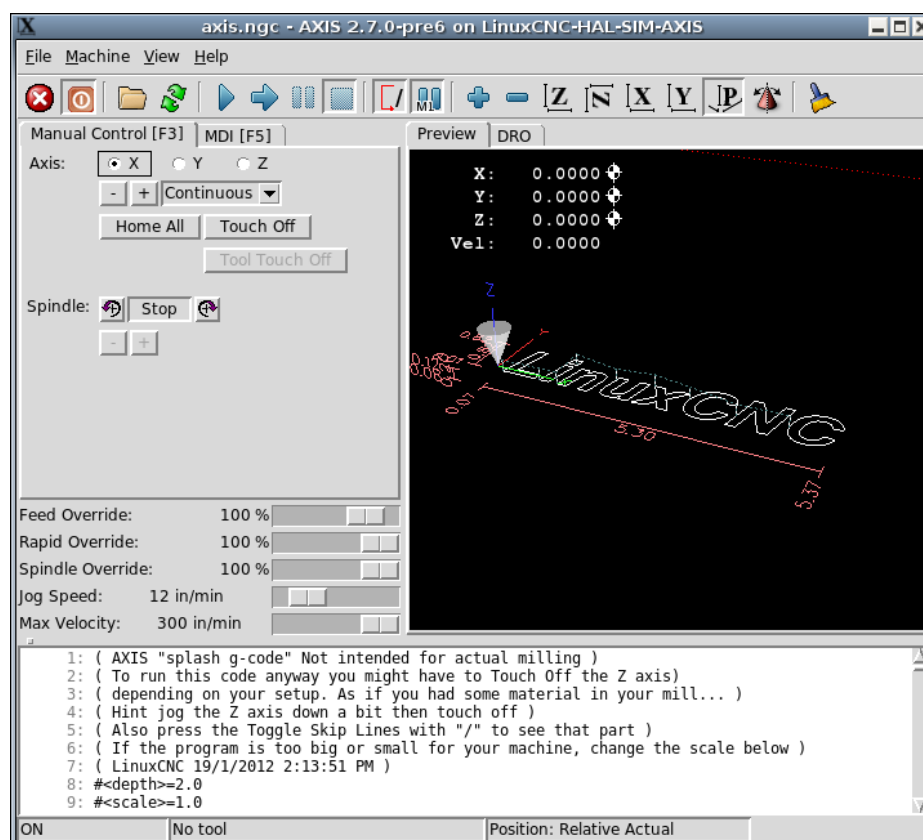 axis.ngc - AXIS 2.7.0-pre6 on LinuxCNC-HAL-SIM-AXIS
File Machine View Help
M1 Z N X Y P
Manual Control [F3] MDI [F5]
Preview DRO
Axis: X Y Z
- + Continuous
Home All Touch Off
Tool Touch Off
Spindle: Stop
- +
X: 0.0000
Y: 0.0000
Z: 0.0000
Vel: 0.0000
Z
Y
LinuxCNC
0.07
5.30
5.37
Feed Override: 100 %
Rapid Override: 100 %
Spindle Override: 100 %
Jog Speed: 12 in/min
Max Velocity: 300 in/min
1: ( AXIS "splash g-code" Not intended for actual milling )
2: ( To run this code anyway you might have to Touch Off the Z axis)
3: ( depending on your setup. As if you had some material in your mill... )
4: ( Hint jog the Z axis down a bit then touch off )
5: ( Also press the Toggle Skip Lines with "/" to see that part )
6: ( If the program is too big or small for your machine, change the scale below )
7: ( LinuxCNC 19/1/2012 2:13:51 PM )
8: #<depth>=2.0
9: #<scale>=1.0
ON No tool Position: Relative Actual